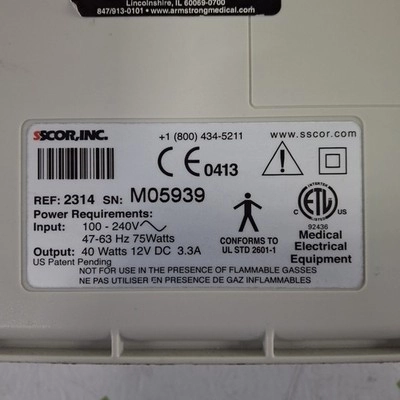 Lincolnshire, IL 60069-0700
847/913-0101 • www.armstrongmedical.com
SSCOR, INC.
+1 (800) 434-5211
www.sscor.com
CE 0413
REF: 2314 SN: M05939
Power Requirements:
Input: 100 - 240V
47-63 Hz 75Watts
Output: 40 Watts 12V DC 3.3A
US Patent Pending
CONFORMS TO
UL STD 2601-1
INTERTEK
C ETL US
LISTED
92436
Medical
Electrical
Equipment
NOT FOR USE IN THE PRESENCE OF FLAMMABLE GASSES
NE PAS UTILISER EN PRESENCE DE GAZ INFLAMMABLES